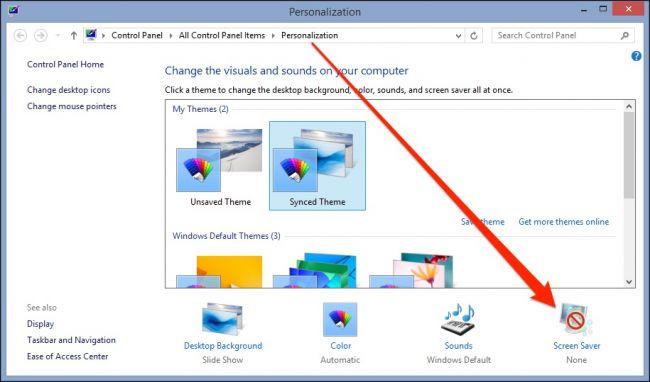 Personalization
Control Panel
All Control Panel Items
Personalization
Search Control Panel
Control Panel Home
Change desktop icons
Change mouse pointers
Change the visuals and sounds on your computer
Click a theme to change the desktop background, color, sounds, and screen saver all at once.
My Themes (2)
Unsaved Theme
Synced Theme
Save theme
Get more themes online
Windows Default Themes (3)
See also
Display
Taskbar and Navigation
Ease of Access Center
Desktop Background
Slide Show
Color
Automatic
Sounds
Windows Default
Screen Saver
None